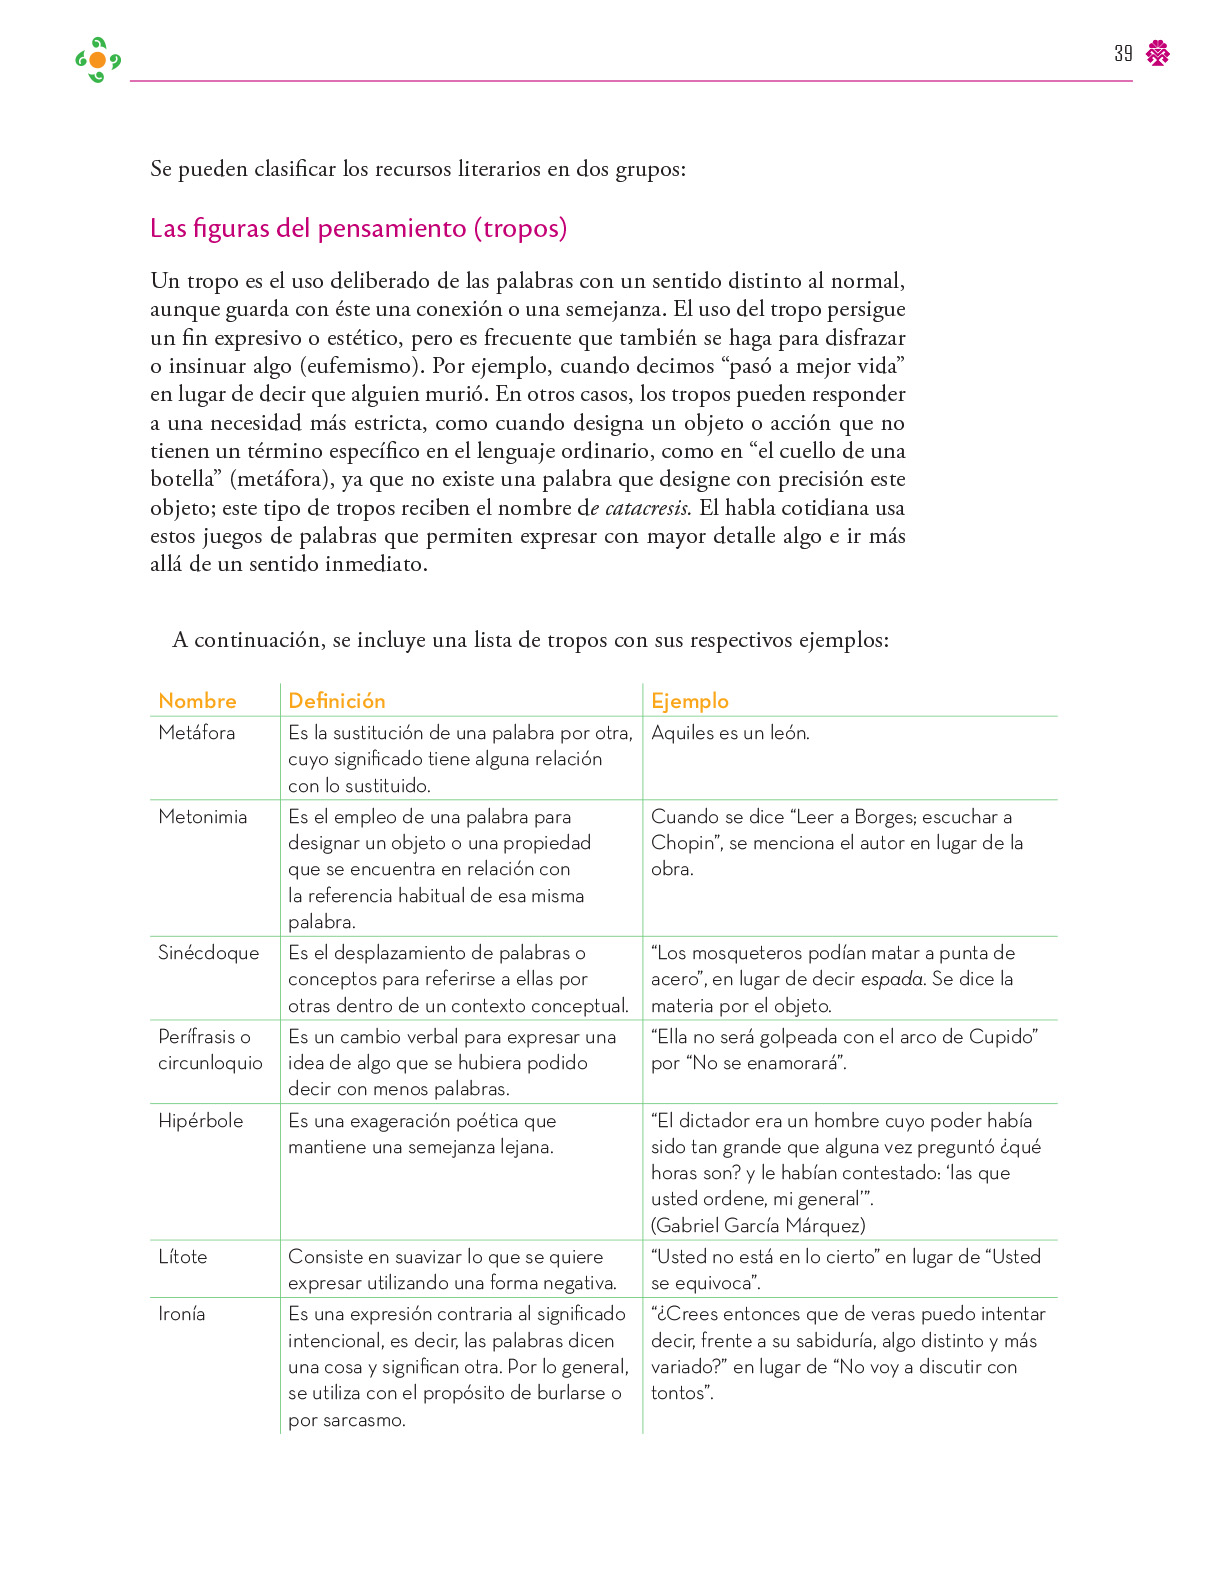 39
Se pueden clasificar los recursos literarios en dos grupos:
Las figuras del pensamiento (tropos)
Un tropo es el uso deliberado de las palabras con un sentido distinto al normal,
aunque guarda con éste una conexión o una semejanza. El uso del tropo persigue
un fin expresivo o estético, pero es frecuente que también se haga para disfrazar
o insinuar algo (eufemismo). Por ejemplo, cuando decimos “pasó a mejor vida”
en lugar de decir que alguien murió. En otros casos, los tropos pueden responder
a una necesidad más estricta, como cuando designa un objeto o acción que no
tienen un término específico en el lenguaje ordinario, como en “el cuello de una
botella” (metáfora), ya que no existe una palabra que designe con precisión este
objeto; este tipo de tropos reciben el nombre de catacresis. El habla cotidiana usa
estos juegos de palabras que permiten expresar con mayor detalle algo e ir más
allá de un sentido inmediato.
A continuación, se incluye una lista de tropos con sus respectivos ejemplos:
Nombre Definición Ejemplo
Metáfora Es la sustitución de una palabra por otra, Aquiles es un león.
cuyo significado tiene alguna relación
con lo sustituido.
Metonimia Es el empleo de una palabra para Cuando se dice “Leer a Borges; escuchar a
designar un objeto o una propiedad Chopin”, se menciona el autor en lugar de la
que se encuentra en relación con obra.
la referencia habitual de esa misma
palabra.
Sinécdoque Es el desplazamiento de palabras o “Los mosqueteros podían matar a punta de
conceptos para referirse a ellas por acero”, en lugar de decir espada. Se dice la
otras dentro de un contexto conceptual. materia por el objeto.
Perífrasis o Es un cambio verbal para expresar una “Ella no será golpeada con el arco de Cupido”
circunloquio idea de algo que se hubiera podido por “No se enamorará”.
decir con menos palabras.
Hipérbole Es una exageración poética que “El dictador era un hombre cuyo poder había
mantiene una semejanza lejana. sido tan grande que alguna vez preguntó ¿qué
horas son? y le habían contestado: ‘las que
usted ordene, mi general’”.
(Gabriel García Márquez)
Lítote Consiste en suavizar lo que se quiere “Usted no está en lo cierto” en lugar de “Usted
expresar utilizando una forma negativa. se equivoca”.
Ironía Es una expresión contraria al significado “¿Crees entonces que de veras puedo intentar
intencional, es decir, las palabras dicen decir, frente a su sabiduría, algo distinto y más
una cosa y significan otra. Por lo general, variado?” en lugar de “No voy a discutir con
se utiliza con el propósito de burlarse o tontos”.
por sarcasmo.